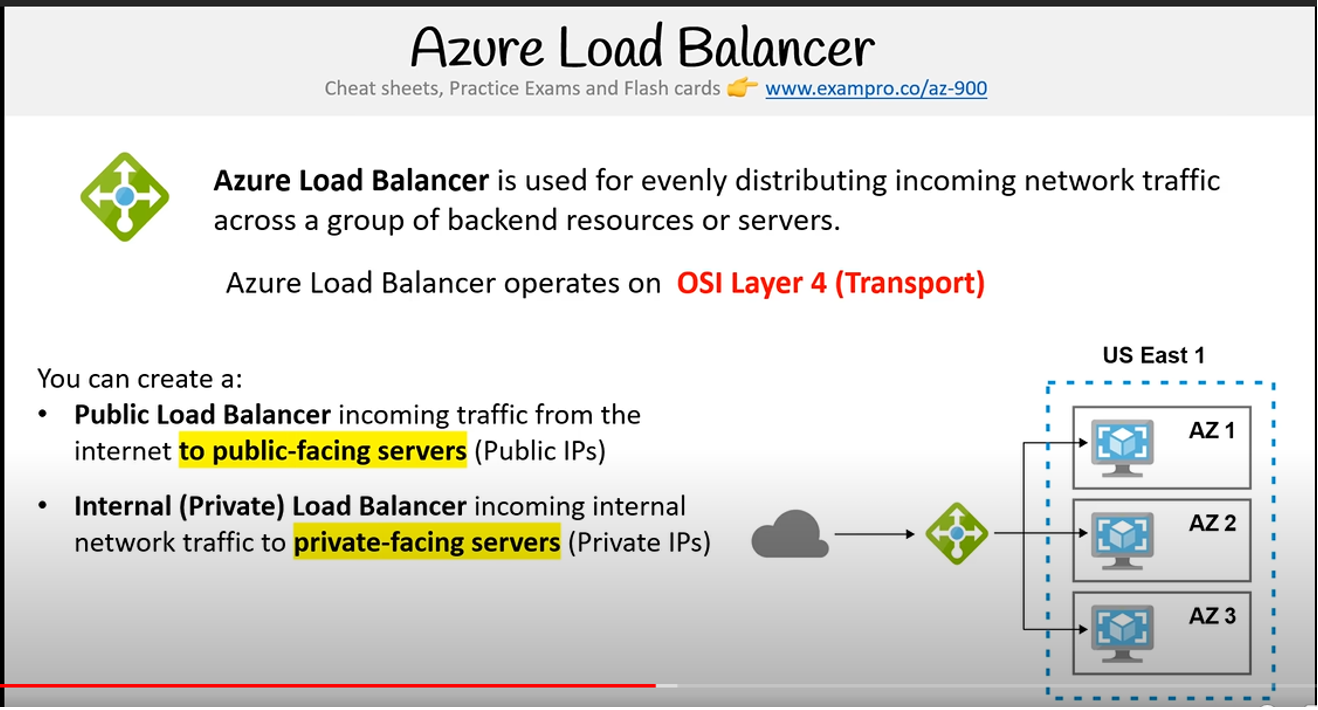 Azure Load Balancer
Cheat sheets, Practice Exams and Flash cards 👉 www.exampro.co/az-900
Azure Load Balancer is used for evenly distributing incoming network traffic
across a group of backend resources or servers.
Azure Load Balancer operates on OSI Layer 4 (Transport)
You can create a:
• Public Load Balancer incoming traffic from the
internet to public-facing servers (Public IPs)
• Internal (Private) Load Balancer incoming internal
network traffic to private-facing servers (Private IPs)
US East 1
AZ 1
AZ 2
AZ 3